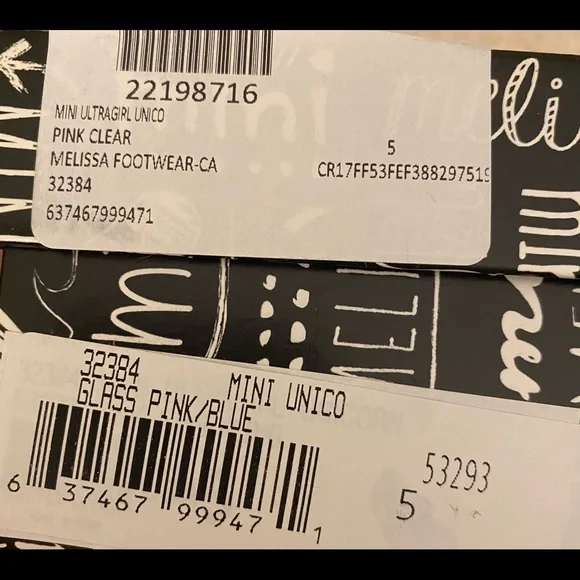 22198716
MINI ULTRAGIRL UNICO
PINK CLEAR
5
MELISSA FOOTWEAR-CA
CR17FF53FEF388297519
32384
637467999471
32384
MINI UNICO
GLASS PINK/BLUE
53293
5
6 37467 99947 1